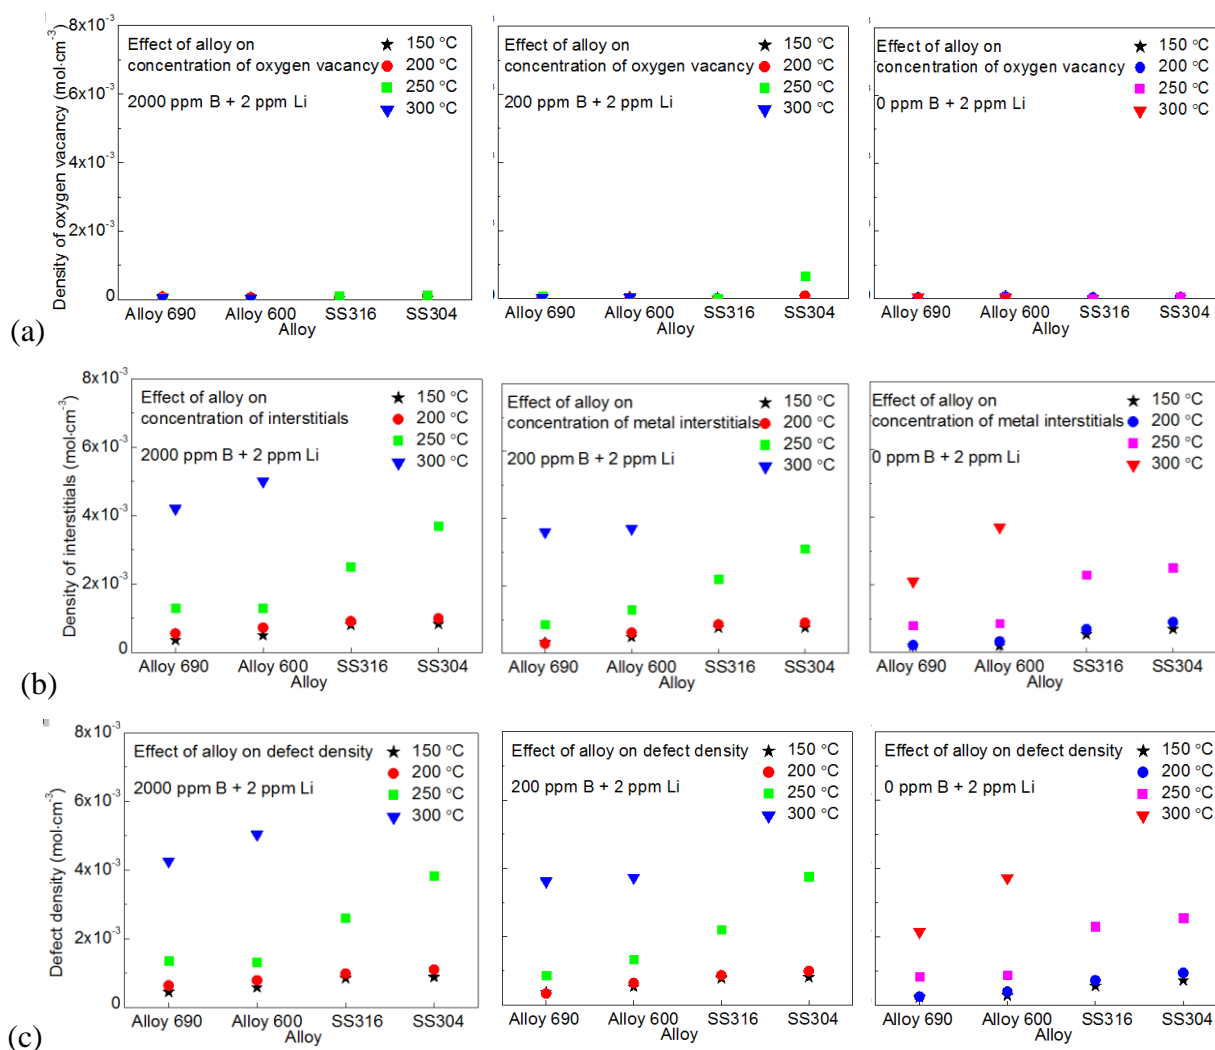 8x10⁻³
6x10⁻³
4x10⁻³
2x10⁻³
0
Density of oxygen vacancy (mol·cm⁻³)
Effect of alloy on
concentration of oxygen vacancy
2000 ppm B + 2 ppm Li
150 °C
200 °C
250 °C
300 °C
Alloy 690 Alloy 600 SS316 SS304
Alloy
Effect of alloy on
concentration of oxygen vacancy
200 ppm B + 2 ppm Li
150 °C
200 °C
250 °C
300 °C
Alloy 690 Alloy 600 SS316 SS304
Alloy
Effect of alloy on
concentration of oxygen vacancy
0 ppm B + 2 ppm Li
150 °C
200 °C
250 °C
300 °C
Alloy 690 Alloy 600 SS316 SS304
Alloy
(a)
8x10⁻³
6x10⁻³
4x10⁻³
2x10⁻³
0
Density of interstitials (mol·cm⁻³)
Effect of alloy on
concentration of interstitials
2000 ppm B + 2 ppm Li
150 °C
200 °C
250 °C
300 °C
Alloy 690 Alloy 600 SS316 SS304
Alloy
Effect of alloy on
concentration of metal interstitials
200 ppm B + 2 ppm Li
150 °C
200 °C
250 °C
300 °C
Alloy 690 Alloy 600 SS316 SS304
Alloy
Effect of alloy on
concentration of metal interstitials
0 ppm B + 2 ppm Li
150 °C
200 °C
250 °C
300 °C
Alloy 690 Alloy 600 SS316 SS304
Alloy
(b)
8x10⁻³
6x10⁻³
4x10⁻³
2x10⁻³
0
Defect density (mol·cm⁻³)
Effect of alloy on defect density
2000 ppm B + 2 ppm Li
150 °C
200 °C
250 °C
300 °C
Alloy 690 Alloy 600 SS316 SS304
Alloy
Effect of alloy on defect density
200 ppm B + 2 ppm Li
150 °C
200 °C
250 °C
300 °C
Alloy 690 Alloy 600 SS316 SS304
Alloy
Effect of alloy on defect density
0 ppm B + 2 ppm Li
150 °C
200 °C
250 °C
300 °C
Alloy 690 Alloy 600 SS316 SS304
Alloy
(c)